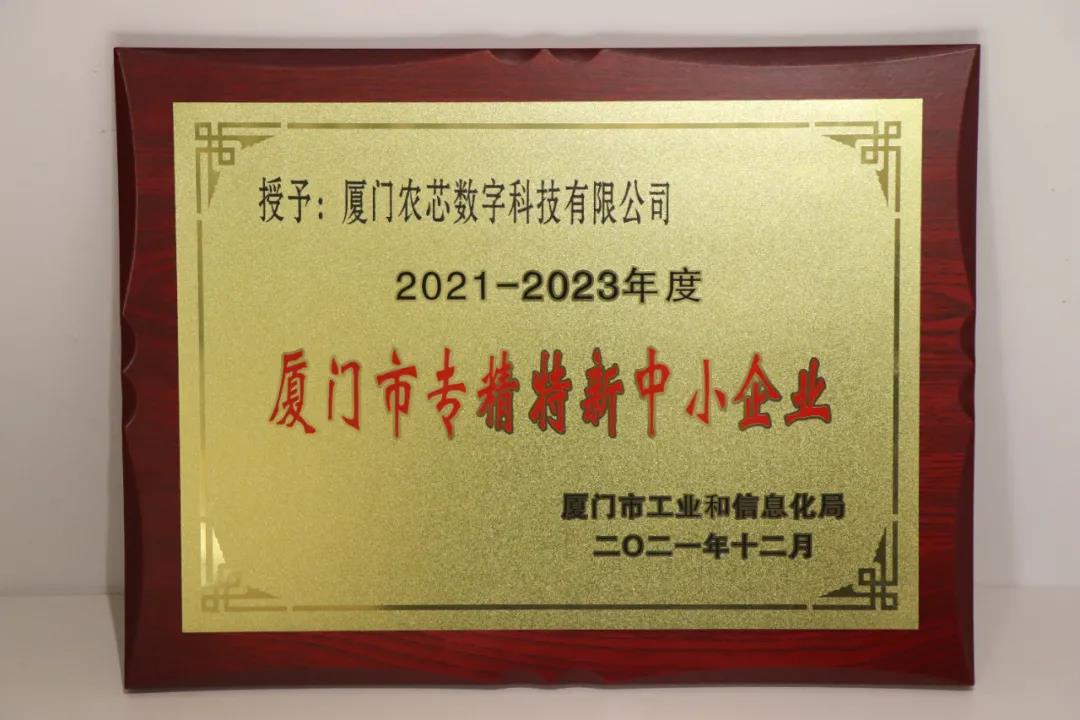 授予：厦门农芯数字科技有限公司
2021-2023年度
厦门市专精特新中小企业
厦门市工业和信息化局
二〇二一年十二月